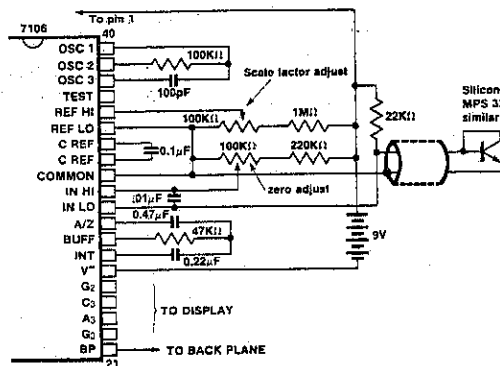 To pin 1
7106
40
OSC 1
OSC 2
100KΩ
OSC 3
100pF
Scale factor adjust
TEST
REF HI
100KΩ
1MΩ
REF LO
22KΩ
Silicon
MPS 3
similar
C REF
0.1μF
100KΩ
220KΩ
C REF
COMMON
zero adjust
IN HI
.01μF
IN LO
0.47μF
A/Z
9V
BUFF
47KΩ
INT
0.22μF
V⁻
G₂
C₃
TO DISPLAY
A₃
G₃
BP
TO BACK PLANE
21